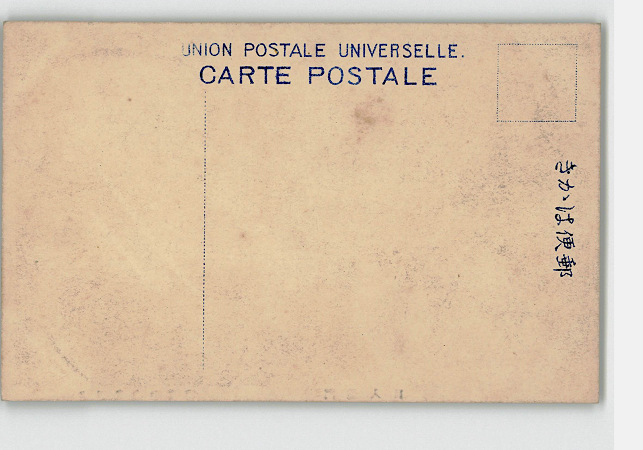 UNION POSTALE UNIVERSELLE.
CARTE POSTALE
郵便はがき